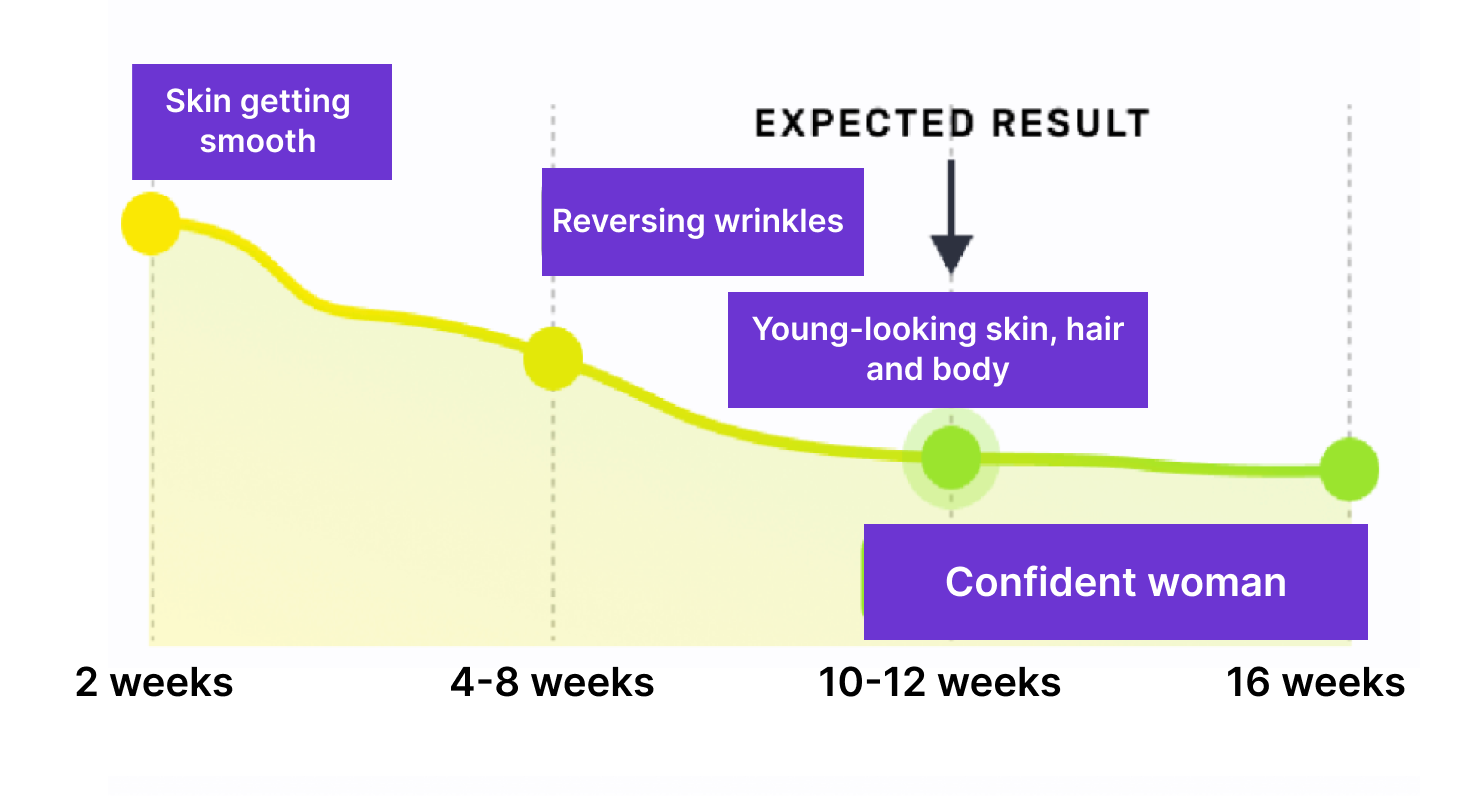 Skin getting
smooth
EXPECTED RESULT
Reversing wrinkles
Young-looking skin, hair
and body
Confident woman
2 weeks
4-8 weeks
10-12 weeks
16 weeks